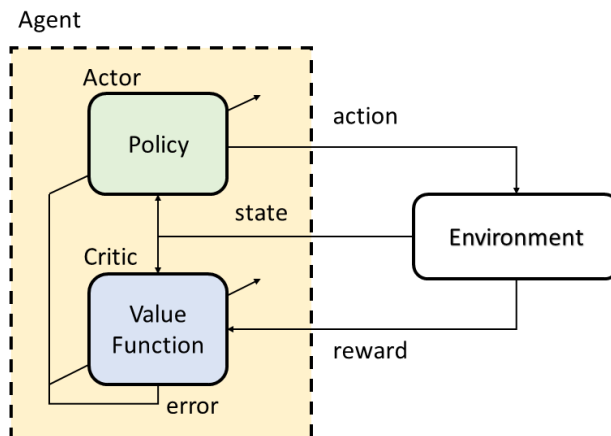 Agent
Actor
Policy
action
state
Environment
Critic
Value
Function
reward
error